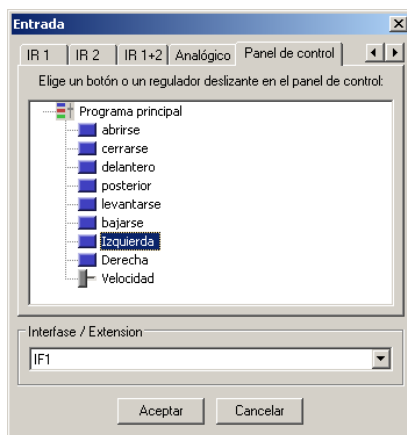 Entrada
IR 1 IR 2 IR 1+2 Analógico Panel de control
Elige un botón o un regulador deslizante en el panel de control:
Programa principal
abrirse
cerrarse
delantero
posterior
levantarse
bajarse
Izquierda
Derecha
Velocidad
Interfase / Extension
IF1
Aceptar Cancelar